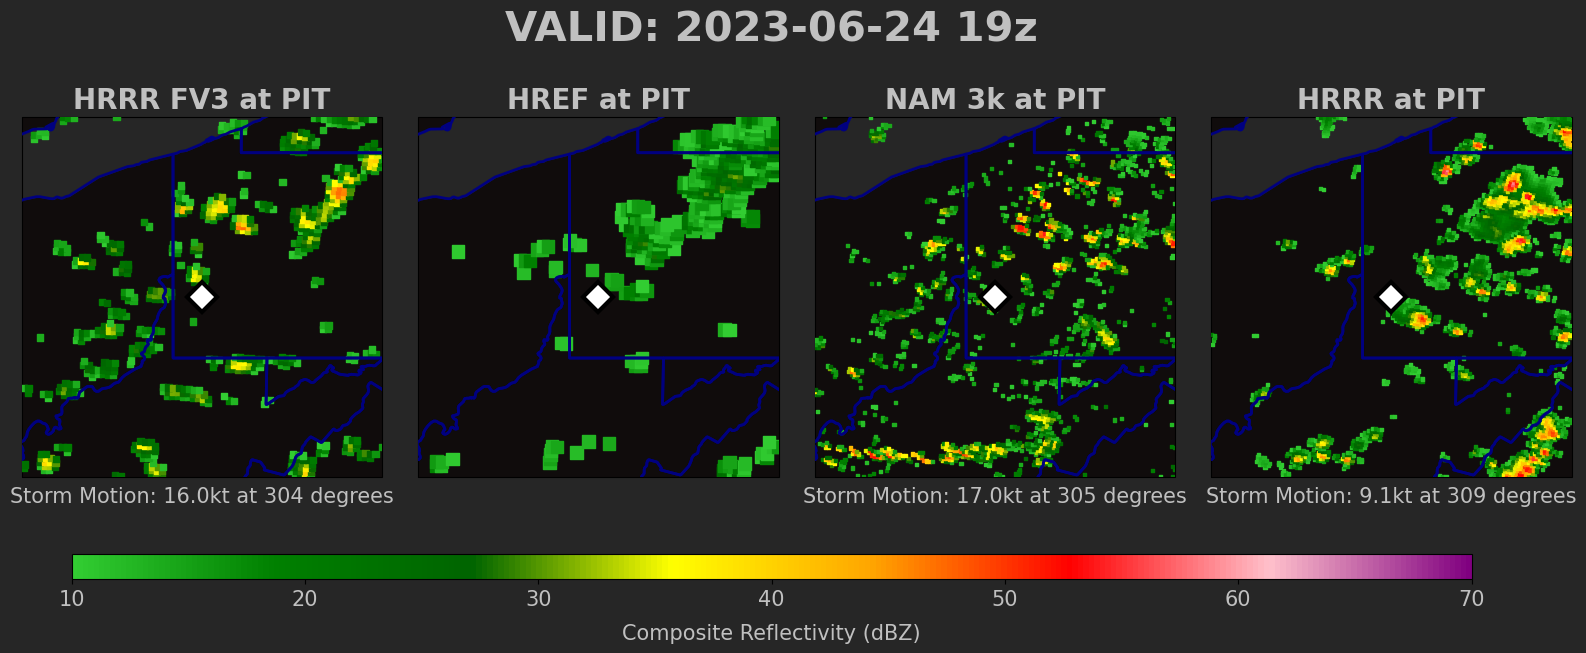 VALID: 2023-06-24 19z
HRRR FV3 at PIT
HREF at PIT
NAM 3k at PIT
HRRR at PIT
Storm Motion: 16.0kt at 304 degrees
Storm Motion: 17.0kt at 305 degrees
Storm Motion: 9.1kt at 309 degrees
10 20 30 40 50 60 70
Composite Reflectivity (dBZ)